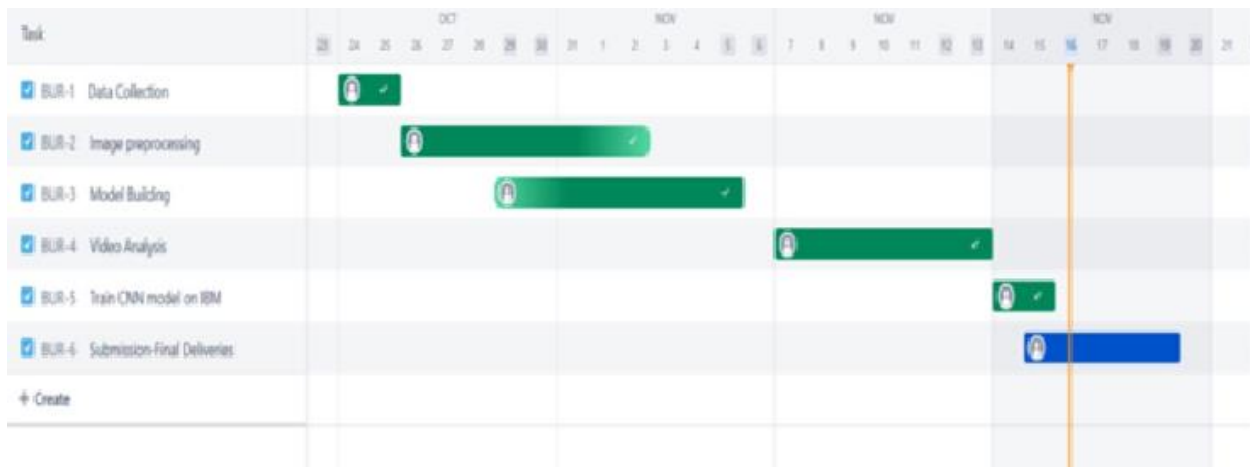 OCT NOV NOV NOV
Task
23 24 25 26 27 28 29 30 31 1 2 3 4 5 6 7 8 9 10 11 12 13 14 15 16 17 18 19 20 21
BUR-1 Data Collection
BUR-2 Image preprocessing
BUR-3 Model Building
BUR-4 Video Analysis
BUR-5 Train CNN model on IBM
BUR-6 Submission-Final Deliveries
+ Create